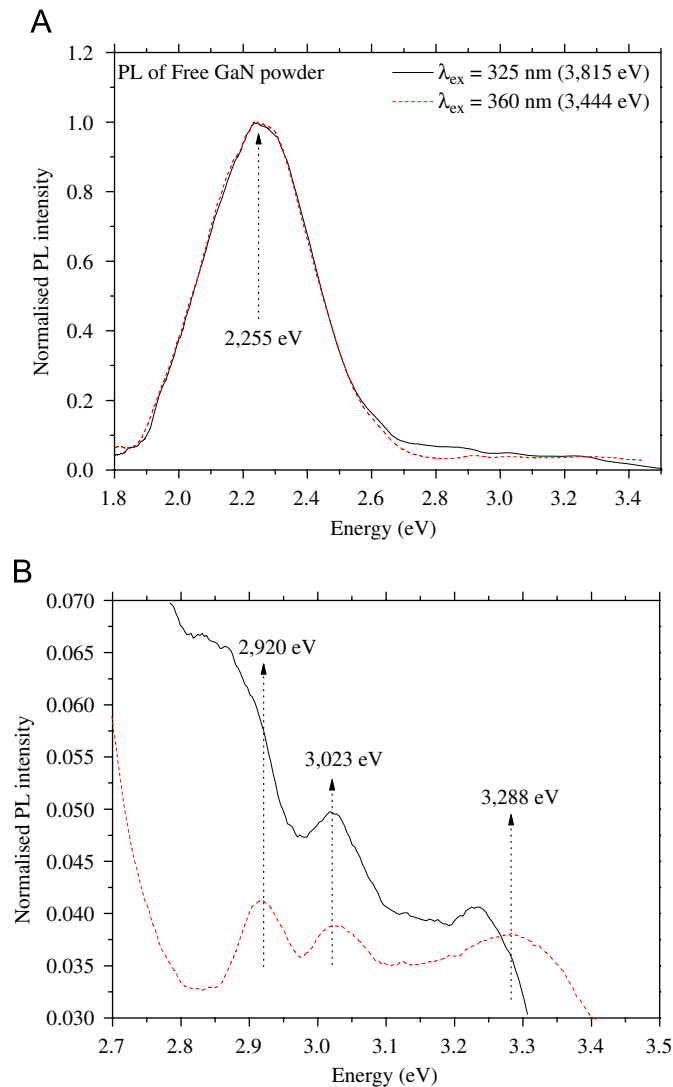 A
PL of Free GaN powder
λex = 325 nm (3,815 eV)
λex = 360 nm (3,444 eV)
1.2
1.0
0.8
0.6
0.4
0.2
0.0
Normalised PL intensity
2,255 eV
1.8 2.0 2.2 2.4 2.6 2.8 3.0 3.2 3.4
Energy (eV)
B
0.070
0.065
0.060
0.055
0.050
0.045
0.040
0.035
0.030
Normalised PL intensity
2,920 eV
3,023 eV
3,288 eV
2.7 2.8 2.9 3.0 3.1 3.2 3.3 3.4 3.5
Energy (eV)